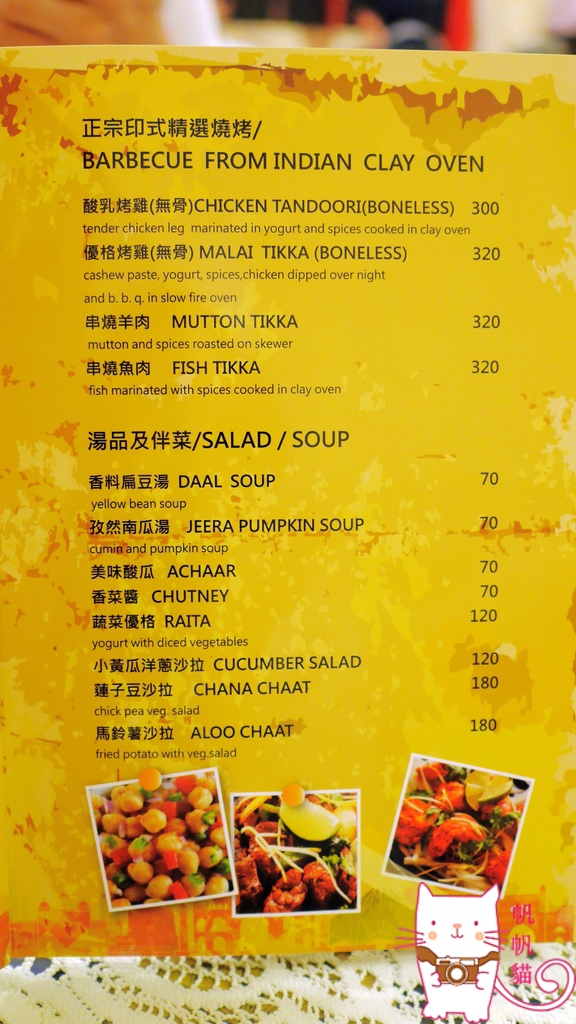 正宗印式精選燒烤/
BARBECUE FROM INDIAN CLAY OVEN
酸乳烤雞(無骨)CHICKEN TANDOORI(BONELESS) 300
tender chicken leg marinated in yogurt and spices cooked in clay oven
優格烤雞(無骨) MALAI TIKKA (BONELESS) 320
cashew paste, yogurt, spices,chicken dipped over night
and b. b. q. in slow fire oven
串燒羊肉 MUTTON TIKKA 320
mutton and spices roasted on skewer
串燒魚肉 FISH TIKKA 320
fish marinated with spices cooked in clay oven
湯品及伴菜/SALAD / SOUP
香料扁豆湯 DAAL SOUP 70
yellow bean soup
孜然南瓜湯 JEERA PUMPKIN SOUP 70
cumin and pumpkin soup
美味酸瓜 ACHAAR 70
香菜醬 CHUTNEY 70
蔬菜優格 RAITA 120
yogurt with diced vegetables
小黃瓜洋蔥沙拉 CUCUMBER SALAD 120
蓮子豆沙拉 CHANA CHAAT 180
chick pea veg. salad
馬鈴薯沙拉 ALOO CHAAT 180
fried potato with veg.salad
帆帆貓